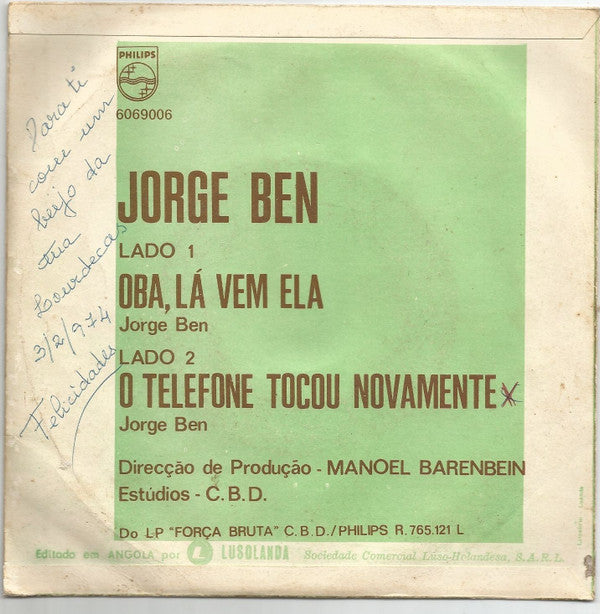 PHILIPS
6069006
Para ti
com um
beijo da
tua
Lourdecas
3/2/974
Felicidades
JORGE BEN
LADO 1
OBA, LÁ VEM ELA
Jorge Ben
LADO 2
O TELEFONE TOCOU NOVAMENTE
Jorge Ben
Direcção de Produção - MANOEL BARENBEIN
Estúdios - C.B.D.
Do LP "FORÇA BRUTA" C.B.D./PHILIPS R. 765.121 L
Editado em ANGOLA por L LUSOLANDA Sociedade Comercial Luso-Holandesa, S.A.R.L.